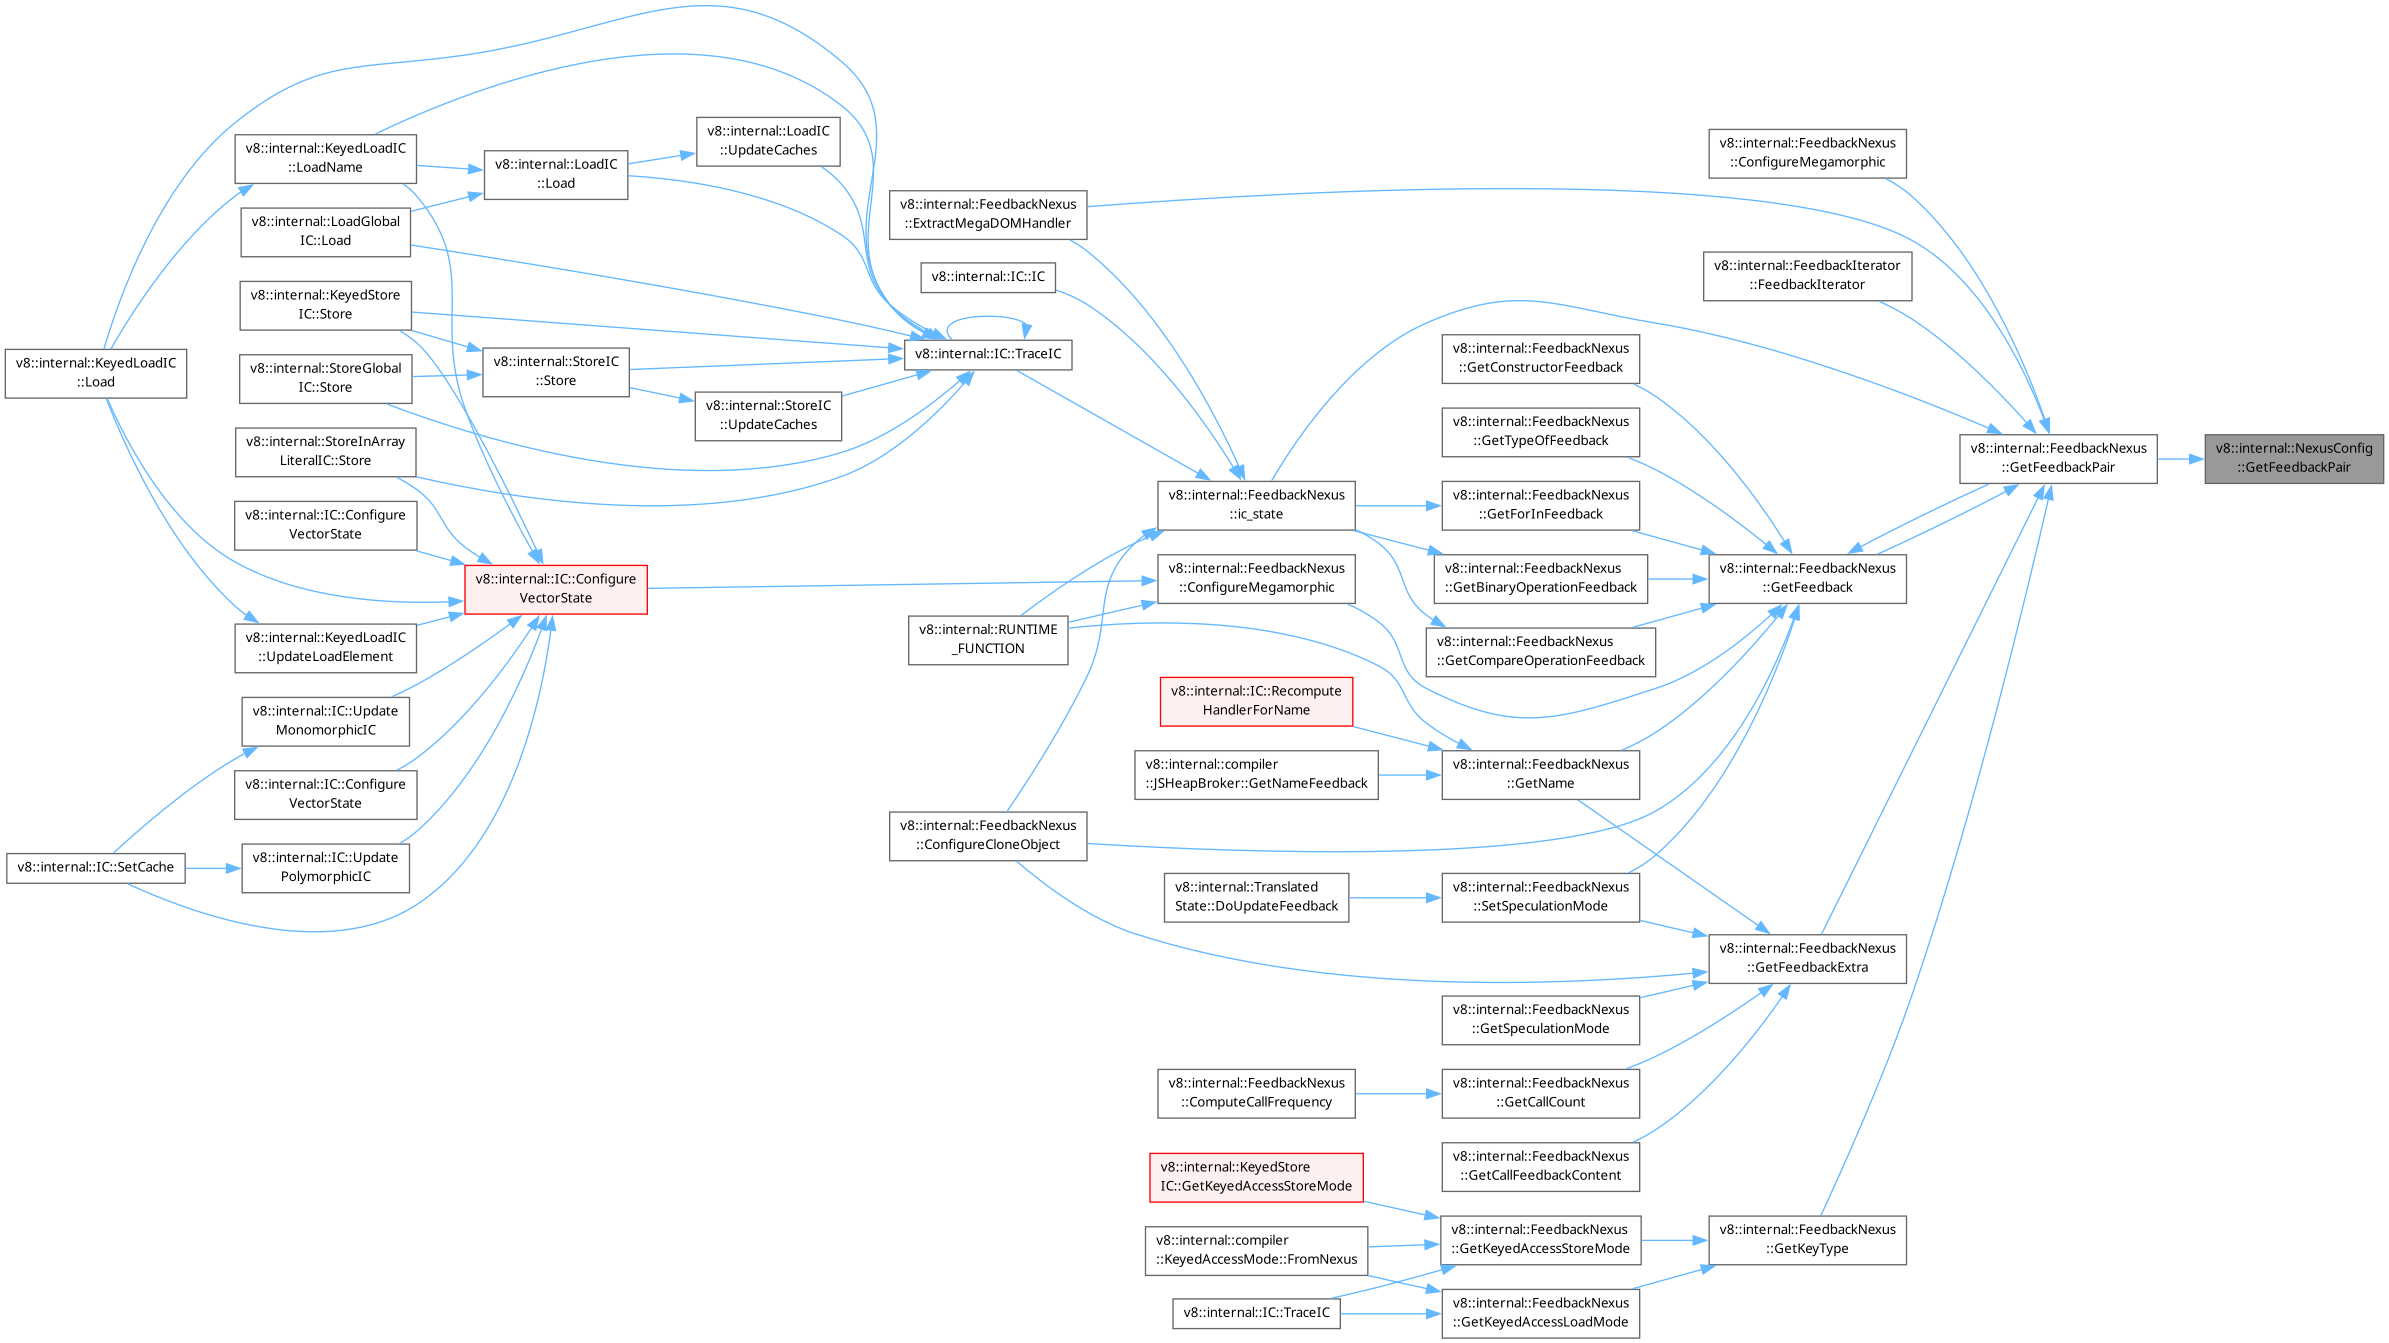 v8::internal::KeyedLoadIC
::Load
v8::internal::IC::SetCache
v8::internal::KeyedLoadIC
::LoadName
v8::internal::LoadGlobal
IC::Load
v8::internal::KeyedStore
IC::Store
v8::internal::StoreGlobal
IC::Store
v8::internal::StoreInArray
LiteralIC::Store
v8::internal::IC::Configure
VectorState
v8::internal::KeyedLoadIC
::UpdateLoadElement
v8::internal::IC::Update
MonomorphicIC
v8::internal::IC::Configure
VectorState
v8::internal::IC::Update
PolymorphicIC
v8::internal::LoadIC
::Load
v8::internal::StoreIC
::Store
v8::internal::IC::Configure
VectorState
v8::internal::LoadIC
::UpdateCaches
v8::internal::StoreIC
::UpdateCaches
v8::internal::FeedbackNexus
::ExtractMegaDOMHandler
v8::internal::IC::IC
v8::internal::IC::TraceIC
v8::internal::RUNTIME
_FUNCTION
v8::internal::FeedbackNexus
::ConfigureCloneObject
v8::internal::FeedbackNexus
::ic_state
v8::internal::FeedbackNexus
::ConfigureMegamorphic
v8::internal::IC::Recompute
HandlerForName
v8::internal::compiler
::JSHeapBroker::GetNameFeedback
v8::internal::Translated
State::DoUpdateFeedback
v8::internal::FeedbackNexus
::ComputeCallFrequency
v8::internal::KeyedStore
IC::GetKeyedAccessStoreMode
v8::internal::compiler
::KeyedAccessMode::FromNexus
v8::internal::IC::TraceIC
v8::internal::FeedbackNexus
::GetConstructorFeedback
v8::internal::FeedbackNexus
::GetTypeOfFeedback
v8::internal::FeedbackNexus
::GetForInFeedback
v8::internal::FeedbackNexus
::GetBinaryOperationFeedback
v8::internal::FeedbackNexus
::GetCompareOperationFeedback
v8::internal::FeedbackNexus
::GetName
v8::internal::FeedbackNexus
::SetSpeculationMode
v8::internal::FeedbackNexus
::GetSpeculationMode
v8::internal::FeedbackNexus
::GetCallCount
v8::internal::FeedbackNexus
::GetCallFeedbackContent
v8::internal::FeedbackNexus
::GetKeyedAccessStoreMode
v8::internal::FeedbackNexus
::GetKeyedAccessLoadMode
v8::internal::FeedbackNexus
::ConfigureMegamorphic
v8::internal::FeedbackIterator
::FeedbackIterator
v8::internal::FeedbackNexus
::GetFeedback
v8::internal::FeedbackNexus
::GetFeedbackExtra
v8::internal::FeedbackNexus
::GetKeyType
v8::internal::FeedbackNexus
::GetFeedbackPair
v8::internal::NexusConfig
::GetFeedbackPair